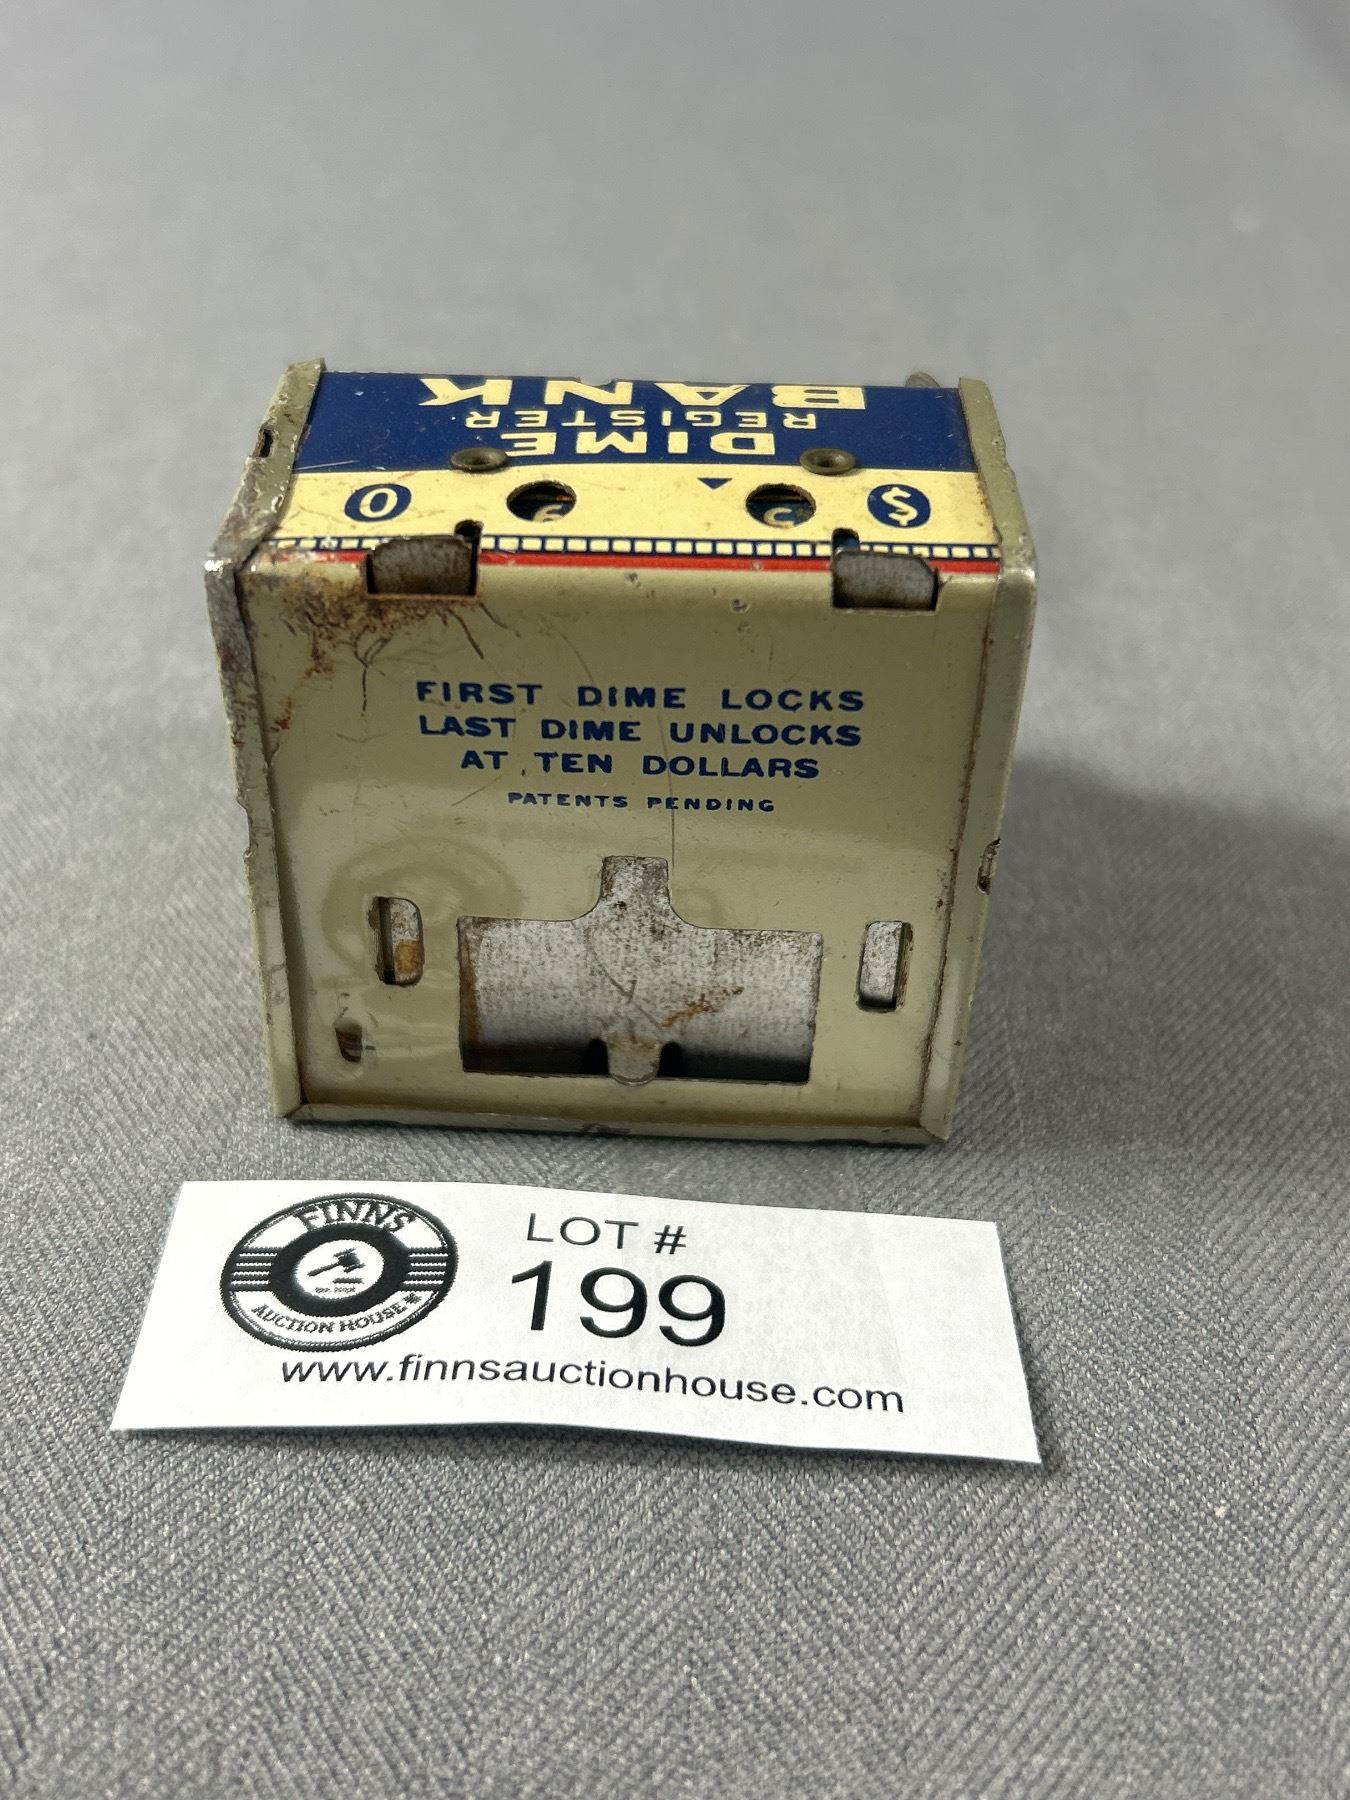 BANK
REGISTER
DIME
$
0
FIRST DIME LOCKS
LAST DIME UNLOCKS
AT TEN DOLLARS
PATENTS PENDING
FINNS
AUCTION HOUSE
LOT #
199
www.finnsauctionhouse.com